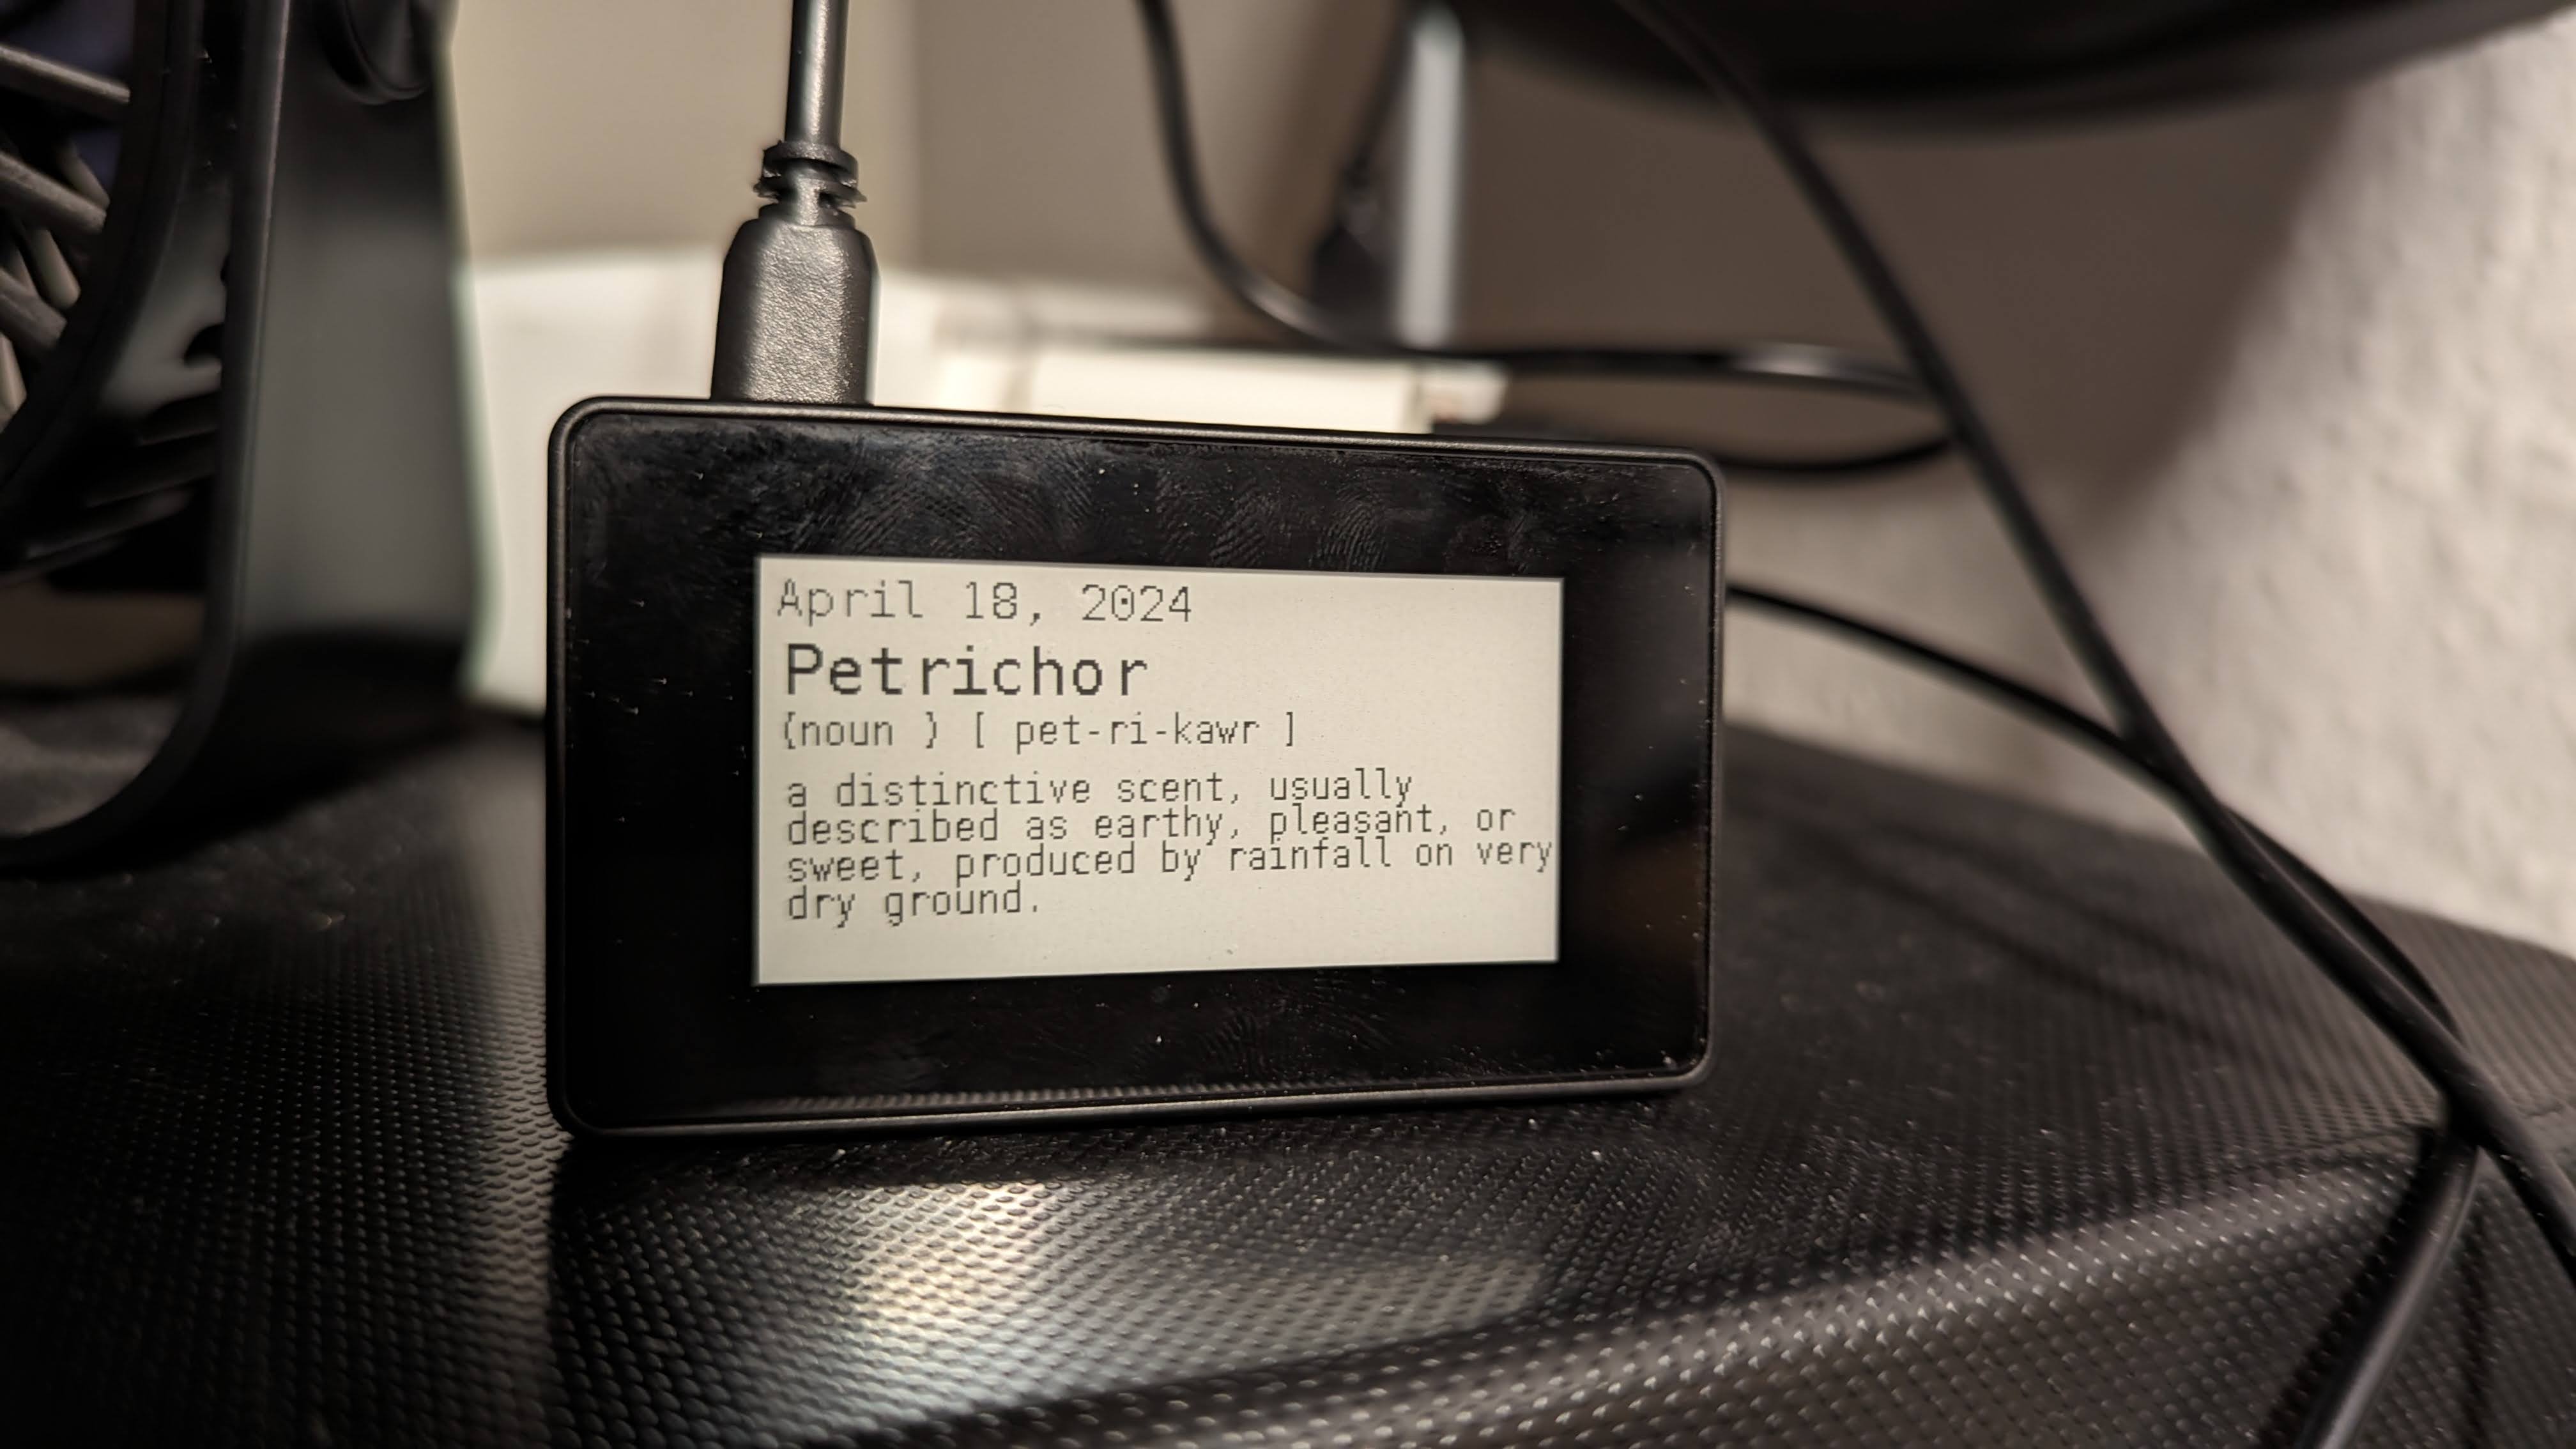 April 18, 2024
Petrichor
{noun } [ pet-ri-kawr ]
a distinctive scent, usually
described as earthy, pleasant, or
sweet, produced by rainfall on very
dry ground.